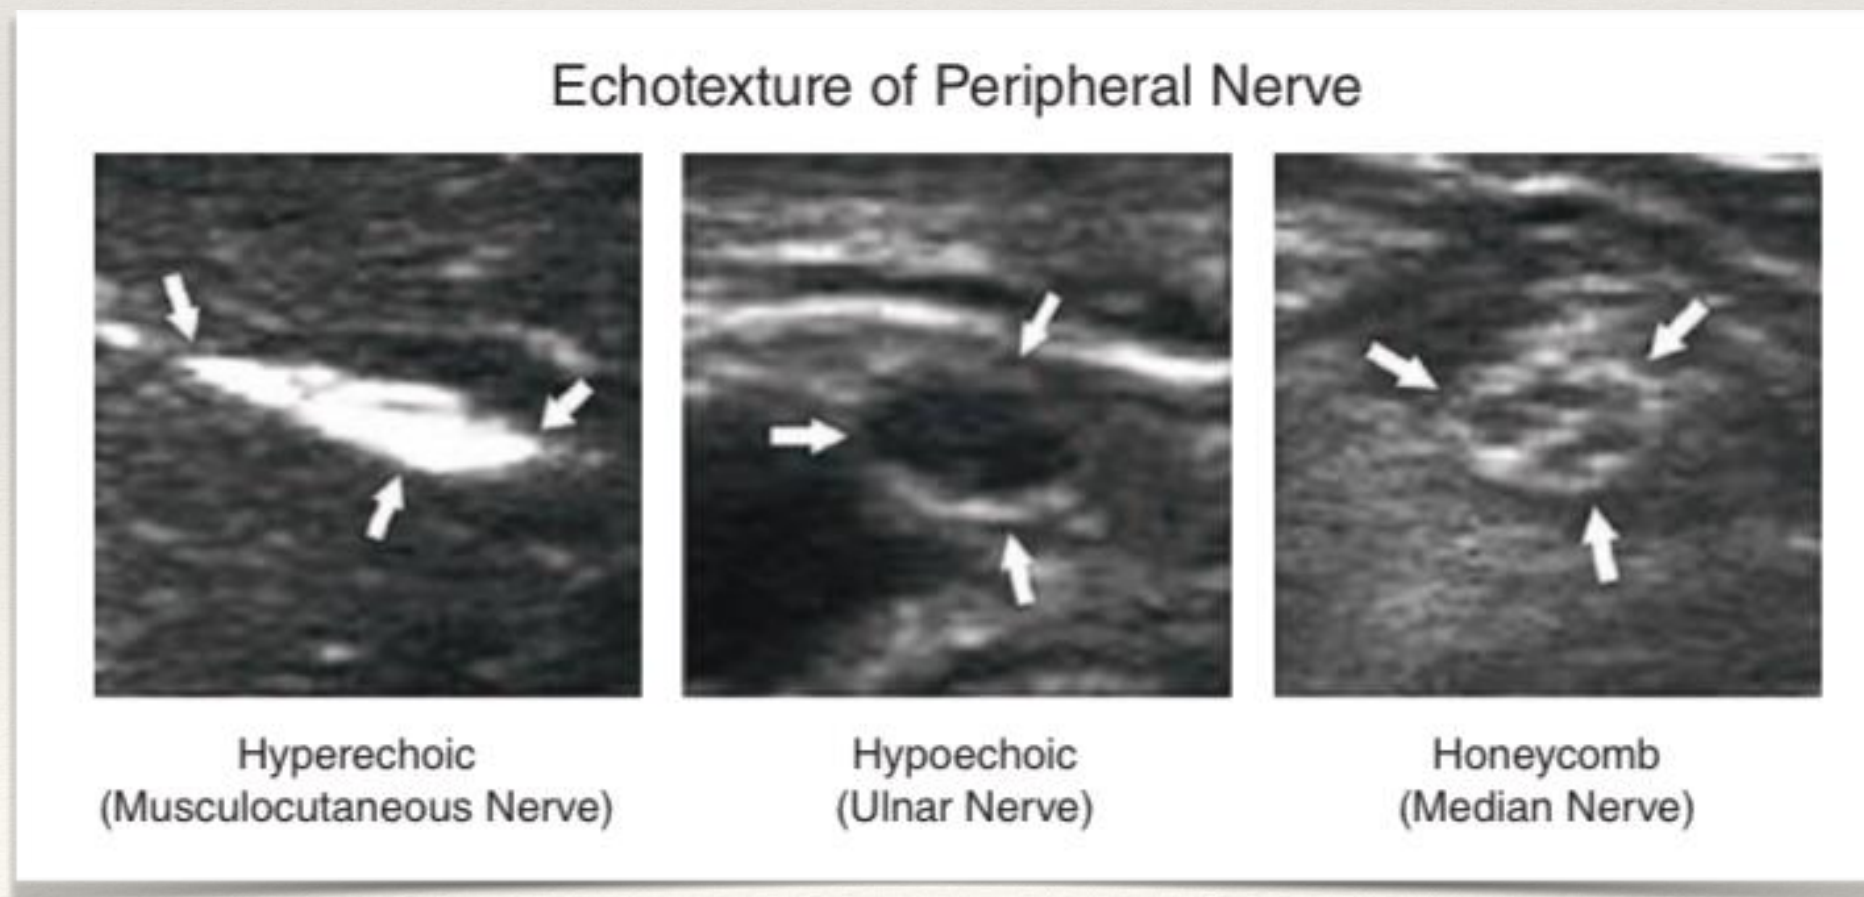 Echotexture of Peripheral Nerve
Hyperechoic
(Musculocutaneous Nerve)
Hypoechoic
(Ulnar Nerve)
Honeycomb
(Median Nerve)